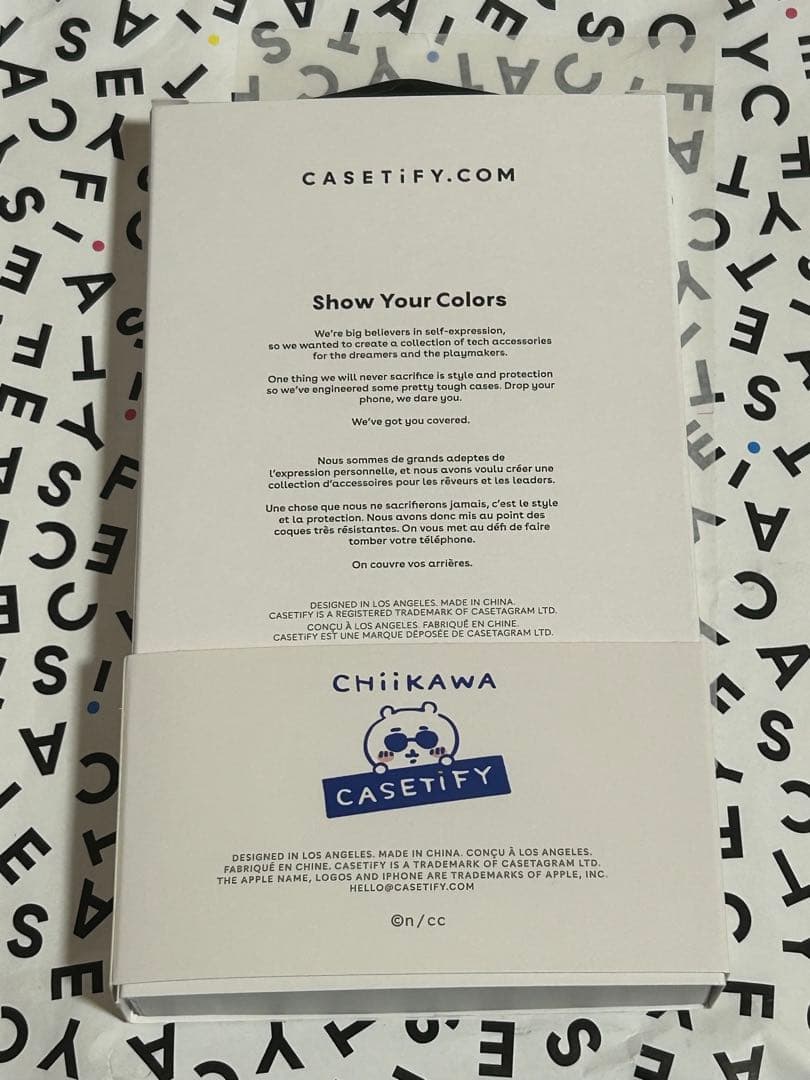 CASETiFY.COM
Show Your Colors
We're big believers in self-expression,
so we wanted to create a collection of tech accessories
for the dreamers and the playmakers.
One thing we will never sacrifice is style and protection
so we've engineered some pretty tough cases. Drop your
phone, we dare you.
We've got you covered.
Nous sommes de grands adeptes de
l'expression personnelle, et nous avons voulu créer une
collection d'accessoires pour les rêveurs et les leaders.
Une chose que nous ne sacrifierons jamais, c'est le style
et la protection. Nous avons donc mis au point des
coques très résistantes. On vous met au défi de faire
tomber votre téléphone.
On couvre vos arrières.
DESIGNED IN LOS ANGELES. MADE IN CHINA.
CASETiFY IS A REGISTERED TRADEMARK OF CASETAGRAM LTD.
CONÇU À LOS ANGELES. FABRIQUÉ EN CHINE.
CASETiFY EST UNE MARQUE DÉPOSÉE DE CASETAGRAM LTD.
CHiiKAWA
CASETiFY
DESIGNED IN LOS ANGELES. MADE IN CHINA. CONÇU À LOS ANGELES.
FABRIQUÉ EN CHINE. CASETiFY IS A TRADEMARK OF CASETAGRAM LTD.
THE APPLE NAME, LOGOS AND IPHONE ARE TRADEMARKS OF APPLE, INC.
HELLO@CASETIFY.COM
©n/cc